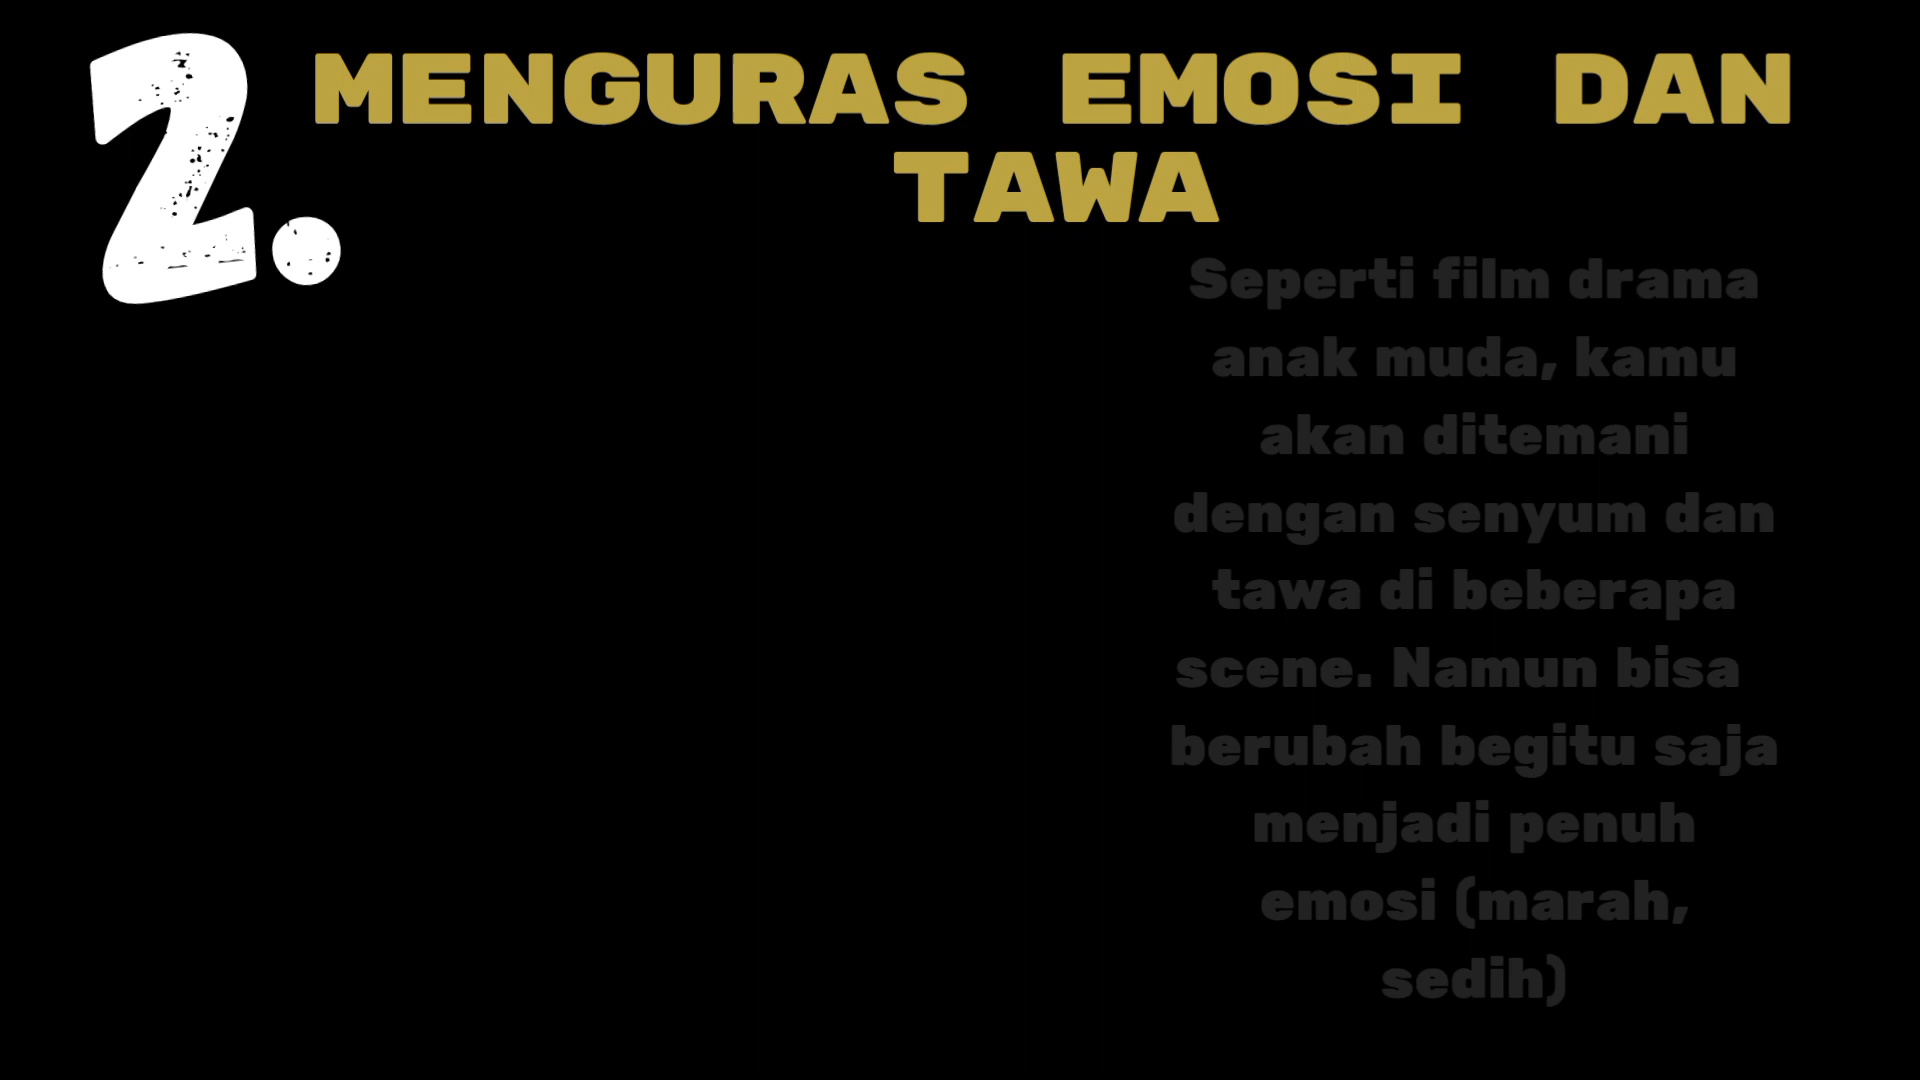 2.
MENGURAS EMOSI DAN
TAWA
Seperti film drama
anak muda, kamu
akan ditemani
dengan senyum dan
tawa di beberapa
scene. Namun bisa
berubah begitu saja
menjadi penuh
emosi (marah,
sedih)